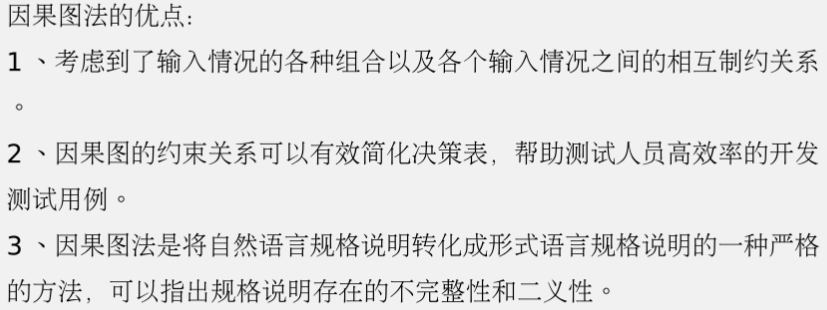 因果图法的优点:
1 、考虑到了输入情况的各种组合以及各个输入情况之间的相互制约关系
。
2 、因果图的约束关系可以有效简化决策表，帮助测试人员高效率的开发
测试用例。
3 、因果图法是将自然语言规格说明转化成形式语言规格说明的一种严格
的方法，可以指出规格说明存在的不完整性和二义性。